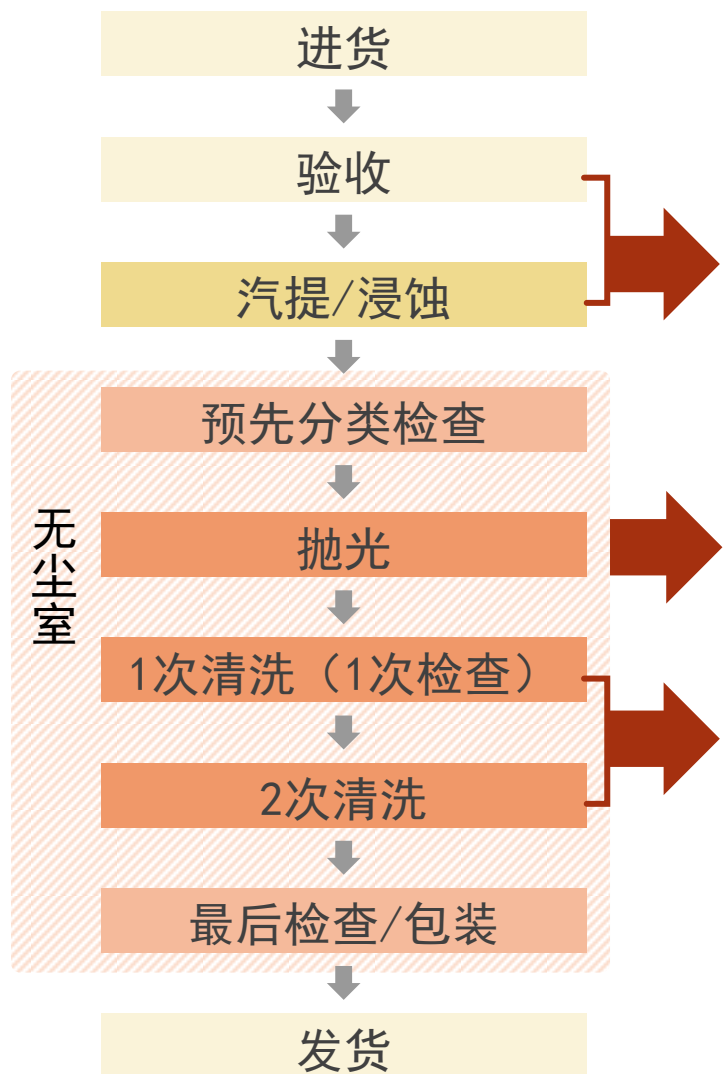 进货
验收
汽提/浸蚀
预先分类检查
无尘室
抛光
1次清洗（1次检查）
2次清洗
最后检查/包装
发货